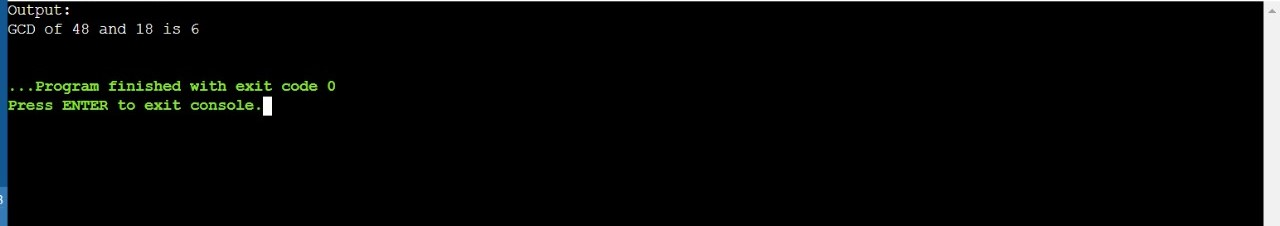 Output:
GCD of 48 and 18 is 6
...Program finished with exit code 0
Press ENTER to exit console.